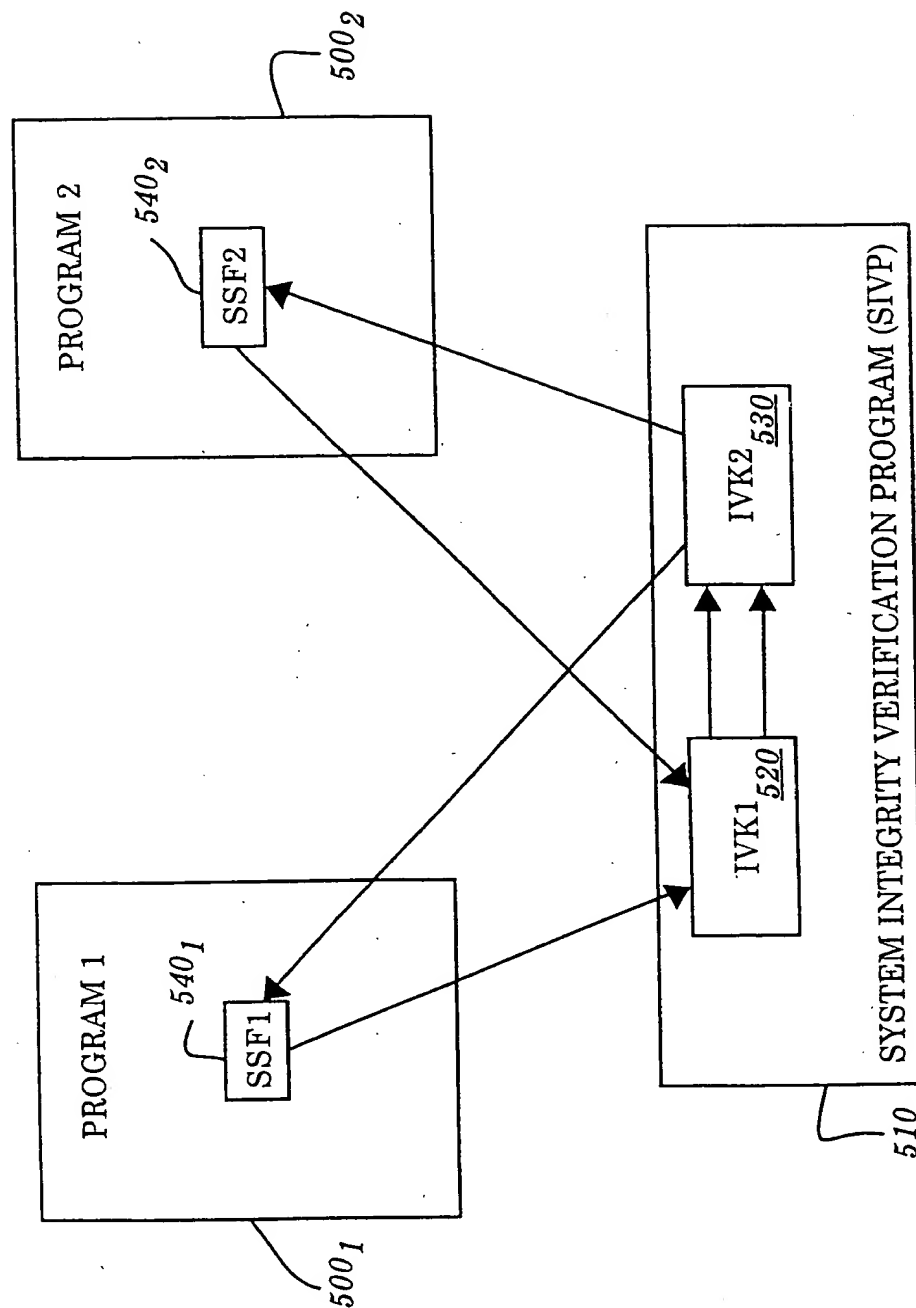 PROGRAM 1
540₁
SSF1
500₁
PROGRAM 2
540₂
SSF2
500₂
IVK1
520
IVK2
530
SYSTEM INTEGRITY VERIFICATION PROGRAM (SIVP)
510